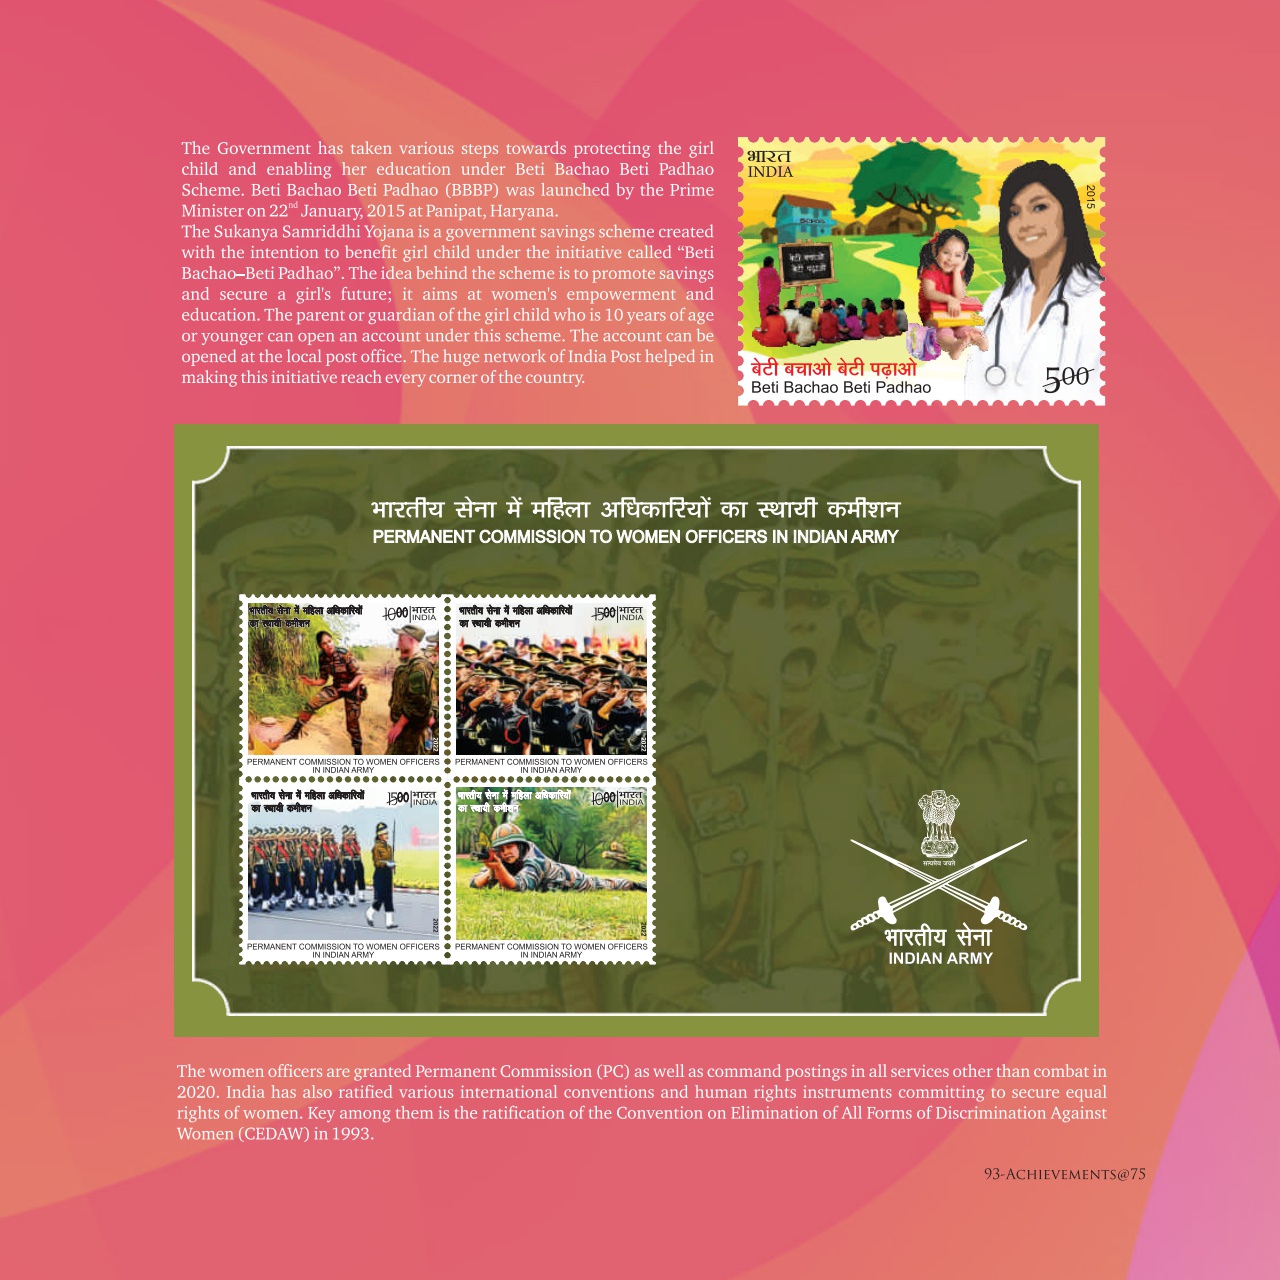 The Government has taken various steps towards protecting the girl
child and enabling her education under Beti Bachao Beti Padhao
Scheme. Beti Bachao Beti Padhao (BBBP) was launched by the Prime
Minister on 22nd January, 2015 at Panipat, Haryana.
The Sukanya Samriddhi Yojana is a government savings scheme created
with the intention to benefit girl child under the initiative called “Beti
Bachao–Beti Padhao”. The idea behind the scheme is to promote savings
and secure a girl's future; it aims at women's empowerment and
education. The parent or guardian of the girl child who is 10 years of age
or younger can open an account under this scheme. The account can be
opened at the local post office. The huge network of India Post helped in
making this initiative reach every corner of the country.
भारत
INDIA
2015
बेटी बचाओ
बेटी पढ़ाओ
बेटी बचाओ बेटी पढ़ाओ
Beti Bachao Beti Padhao
500
भारतीय सेना में महिला अधिकारियों का स्थायी कमीशन
PERMANENT COMMISSION TO WOMEN OFFICERS IN INDIAN ARMY
भारतीय सेना में महिला अधिकारियों
का स्थायी कमीशन
1000 भारत
INDIA
2022
PERMANENT COMMISSION TO WOMEN OFFICERS
IN INDIAN ARMY
भारतीय सेना में महिला अधिकारियों
का स्थायी कमीशन
1500 भारत
INDIA
2022
PERMANENT COMMISSION TO WOMEN OFFICERS
IN INDIAN ARMY
भारतीय सेना में महिला अधिकारियों
का स्थायी कमीशन
1500 भारत
INDIA
2022
PERMANENT COMMISSION TO WOMEN OFFICERS
IN INDIAN ARMY
भारतीय सेना में महिला अधिकारियों
का स्थायी कमीशन
1000 भारत
INDIA
2022
PERMANENT COMMISSION TO WOMEN OFFICERS
IN INDIAN ARMY
सत्यमेव जयते
भारतीय सेना
INDIAN ARMY
The women officers are granted Permanent Commission (PC) as well as command postings in all services other than combat in
2020. India has also ratified various international conventions and human rights instruments committing to secure equal
rights of women. Key among them is the ratification of the Convention on Elimination of All Forms of Discrimination Against
Women (CEDAW) in 1993.
93-Achievements@75